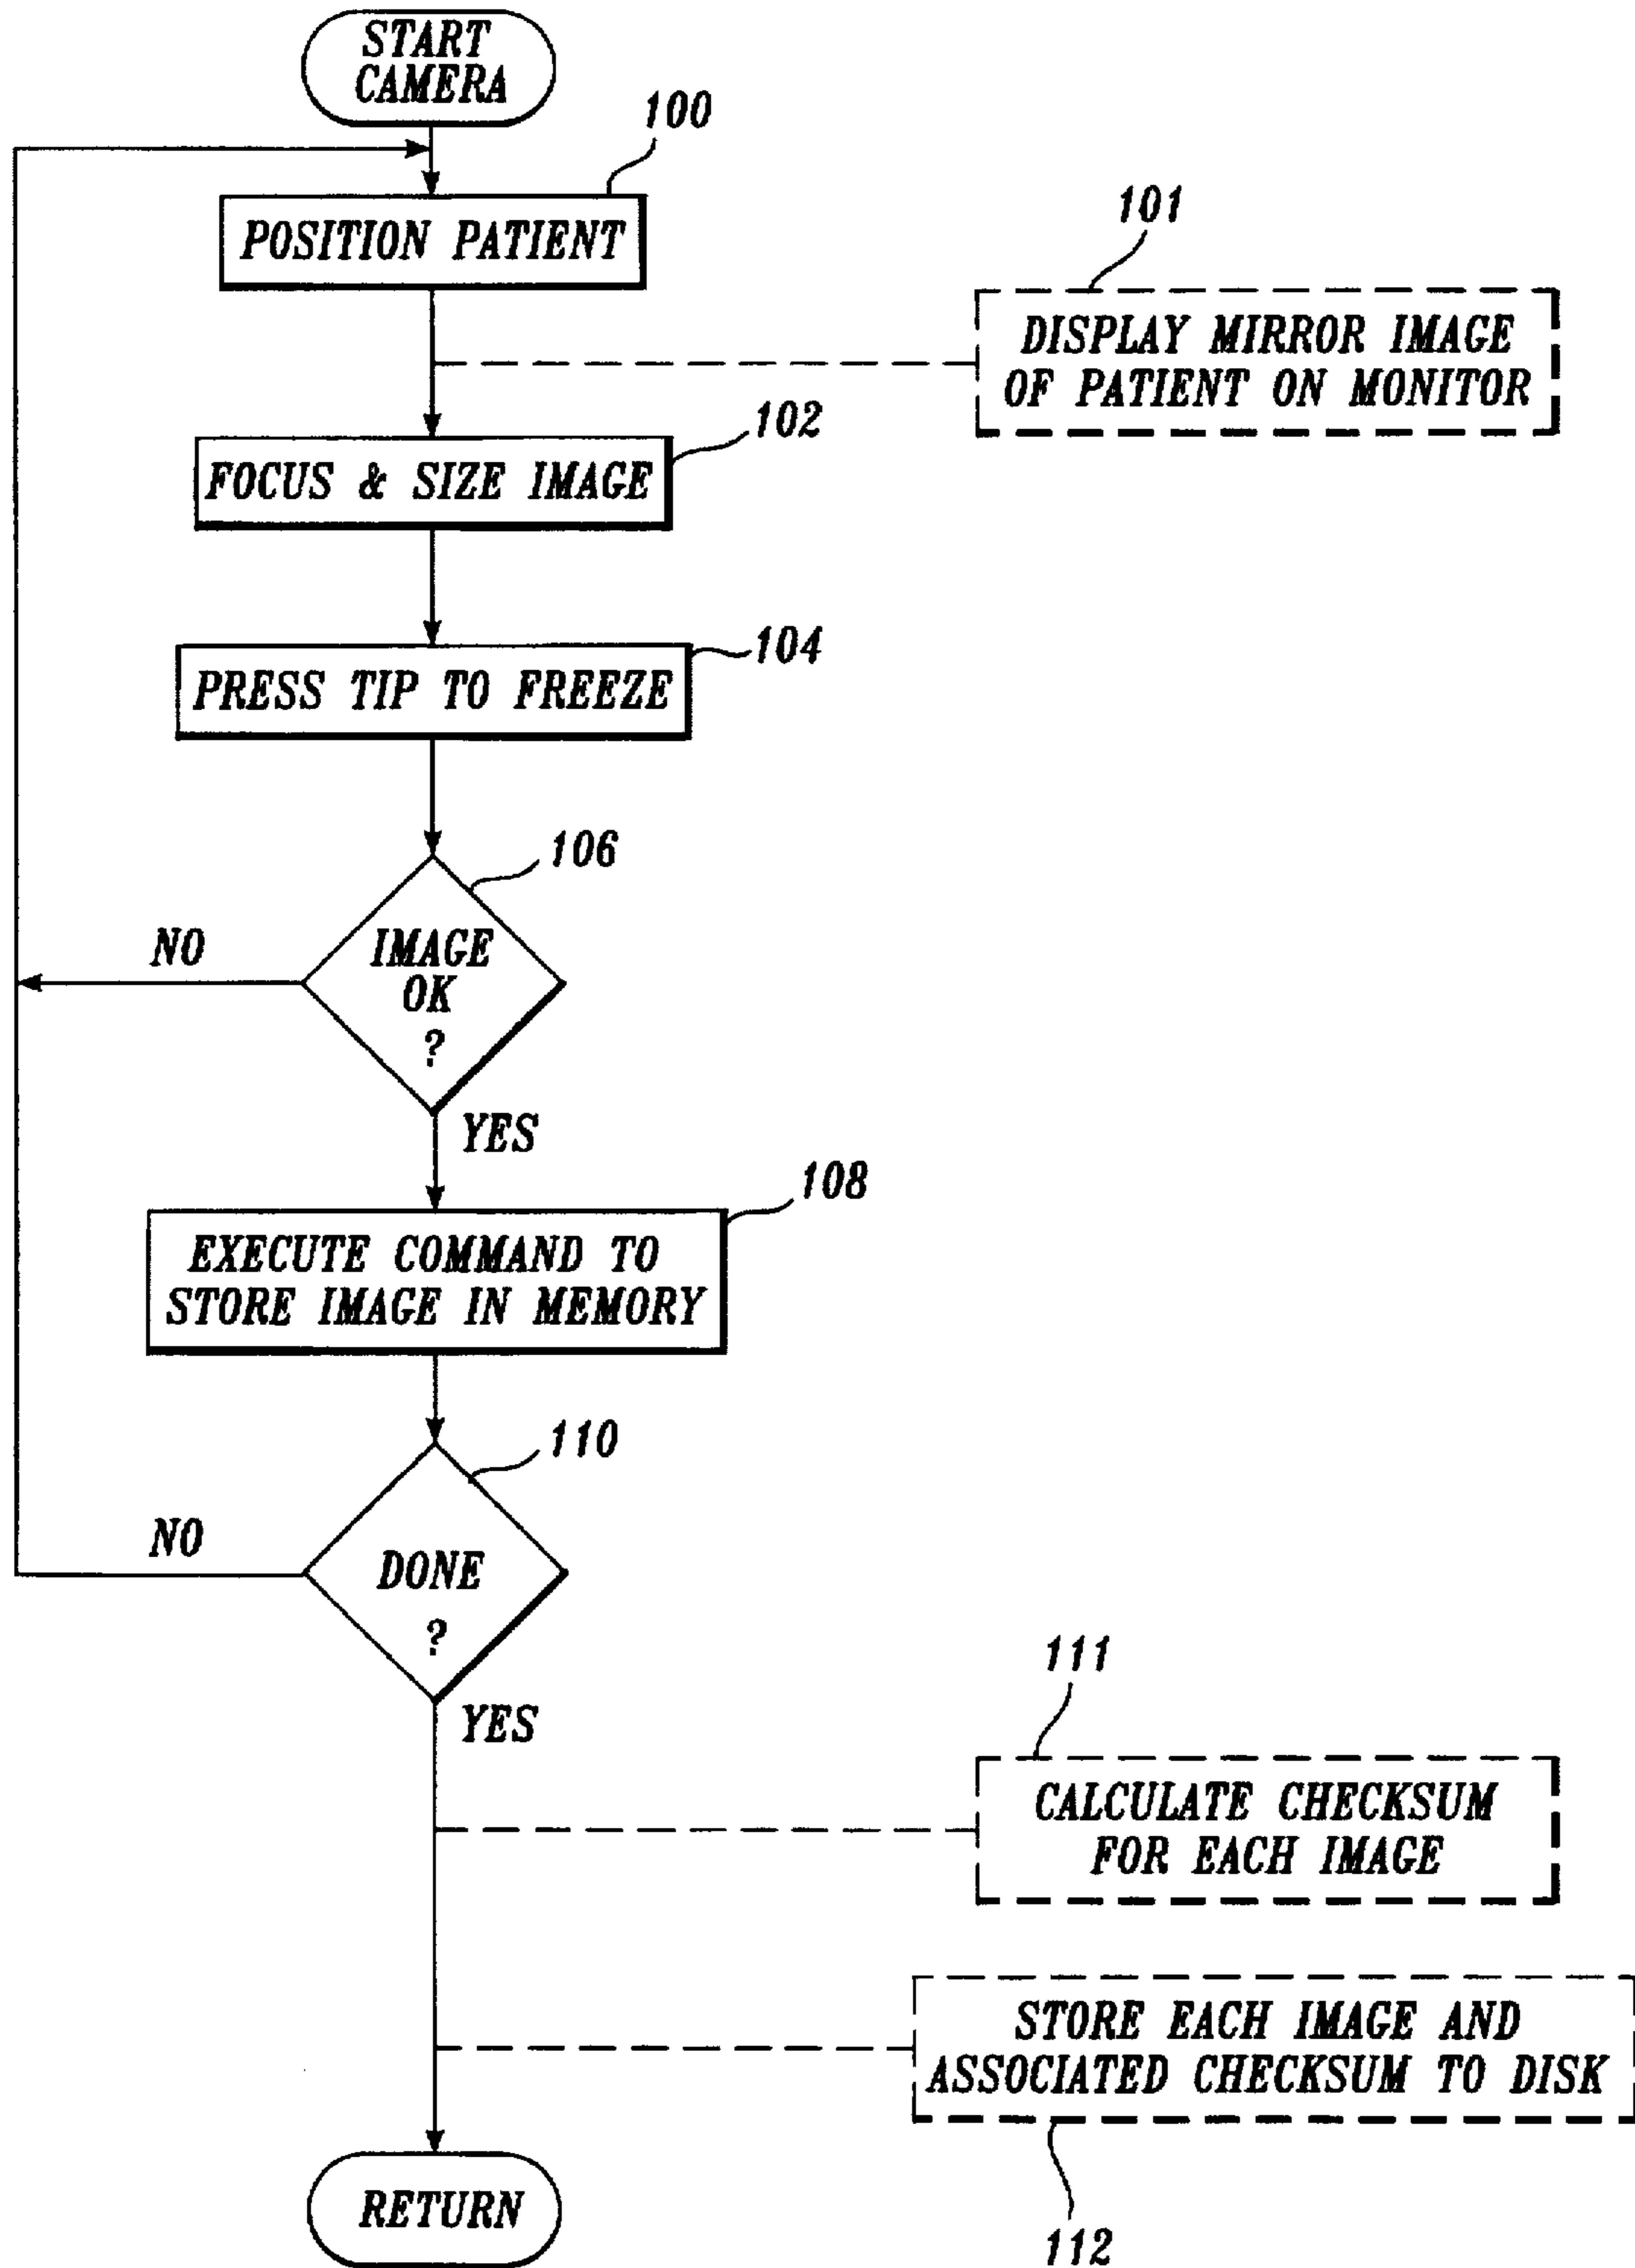 START
CAMERA
100
POSITION PATIENT
101
DISPLAY MIRROR IMAGE
OF PATIENT ON MONITOR
102
FOCUS & SIZE IMAGE
104
PRESS TIP TO FREEZE
106
IMAGE
OK
?
NO
YES
108
EXECUTE COMMAND TO
STORE IMAGE IN MEMORY
110
DONE
?
NO
YES
111
CALCULATE CHECKSUM
FOR EACH IMAGE
STORE EACH IMAGE AND
ASSOCIATED CHECKSUM TO DISK
112
RETURN